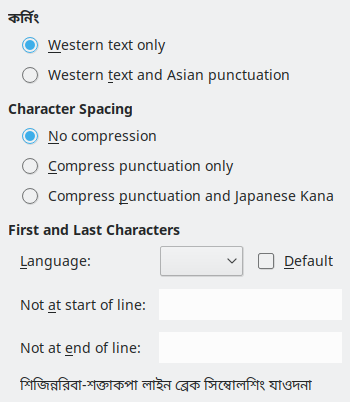 কর্নিং
Western text only
Western text and Asian punctuation
Character Spacing
No compression
Compress punctuation only
Compress punctuation and Japanese Kana
First and Last Characters
Language:
Default
Not at start of line:
Not at end of line:
শিজিন্নরিবা-শক্তাকপা লাইন ব্রেক সিম্বোলশিং যাওদনা